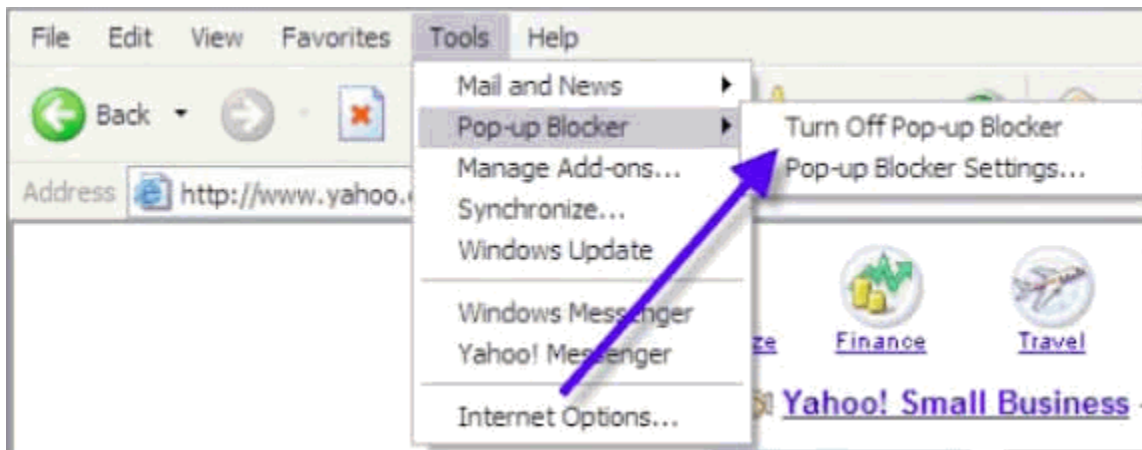 File Edit View Favorites Tools Help
Back
Address http://www.yahoo.
Mail and News
Pop-up Blocker
Manage Add-ons...
Synchronize...
Windows Update
Windows Messenger
Yahoo! Messenger
Internet Options...
Turn Off Pop-up Blocker
Pop-up Blocker Settings...
ze Finance Travel
Yahoo! Small Business